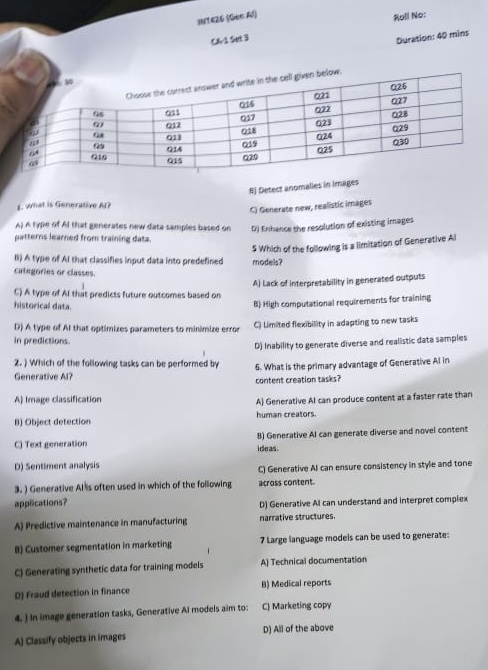 INT426 (Gen AI)
Roll No:
CA-1 Set 3
Duration: 40 mins
Choose the correct answer and write in the cell given below.
Q6 Q11 Q16 Q21 Q26
Q7 Q12 Q17 Q22 Q27
Q8 Q13 Q18 Q23 Q28
Q4 Q9 Q14 Q19 Q24 Q29
Q5 Q10 Q15 Q20 Q25 Q30
1. What is Generative AI?
A) A type of AI that generates new data samples based on
patterns learned from training data.
B) A type of AI that classifies input data into predefined
categories or classes.
C) A type of AI that predicts future outcomes based on
historical data.
D) A type of AI that optimizes parameters to minimize error
in predictions.
2. ) Which of the following tasks can be performed by
Generative AI?
A) Image classification
B) Object detection
C) Text generation
D) Sentiment analysis
3. ) Generative AI is often used in which of the following
applications?
A) Predictive maintenance in manufacturing
B) Customer segmentation in marketing
C) Generating synthetic data for training models
D) Fraud detection in finance
4. ) In image generation tasks, Generative AI models aim to:
A) Classify objects in images
B) Detect anomalies in images
C) Generate new, realistic images
D) Enhance the resolution of existing images
5 Which of the following is a limitation of Generative AI
models?
A) Lack of interpretability in generated outputs
B) High computational requirements for training
C) Limited flexibility in adapting to new tasks
D) Inability to generate diverse and realistic data samples
6. What is the primary advantage of Generative AI in
content creation tasks?
A) Generative AI can produce content at a faster rate than
human creators.
B) Generative AI can generate diverse and novel content
ideas.
C) Generative AI can ensure consistency in style and tone
across content.
D) Generative AI can understand and interpret complex
narrative structures.
7 Large language models can be used to generate:
A) Technical documentation
B) Medical reports
C) Marketing copy
D) All of the above